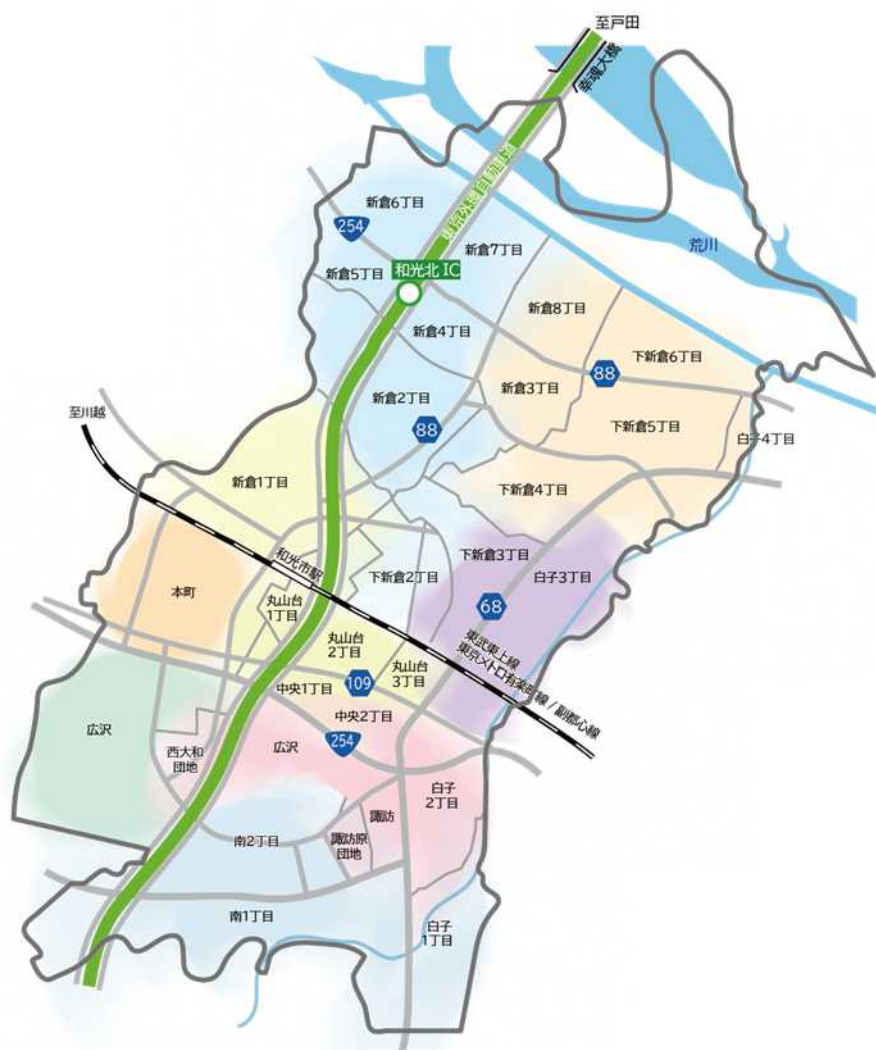 至戸田
幸魂大橋
東京外環自動車道
新倉6丁目
254
新倉7丁目
荒川
新倉5丁目
和光北 IC
新倉8丁目
新倉4丁目
下新倉6丁目
88
新倉3丁目
新倉2丁目
至川越
88
下新倉5丁目
白子4丁目
新倉1丁目
下新倉4丁目
和光市駅
下新倉3丁目
下新倉2丁目
白子3丁目
本町
丸山台
1丁目
68
丸山台
2丁目
東武東上線
東京メトロ有楽町線 / 副都心線
丸山台
3丁目
中央1丁目
109
中央2丁目
広沢
西大和
団地
広沢
254
白子
2丁目
諏訪
南2丁目
諏訪原
団地
南1丁目
白子
1丁目